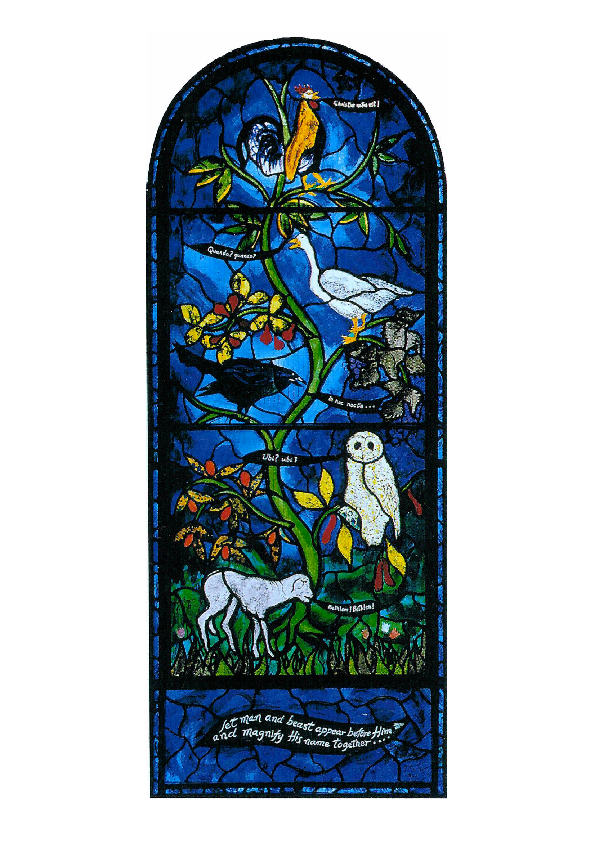 Christus natus est!
Quando? quando?
In hac nocte ...
Ubi? ubi?
Bethlem! Bethlem!
let man and beast appear before Him
and magnify His name together ....